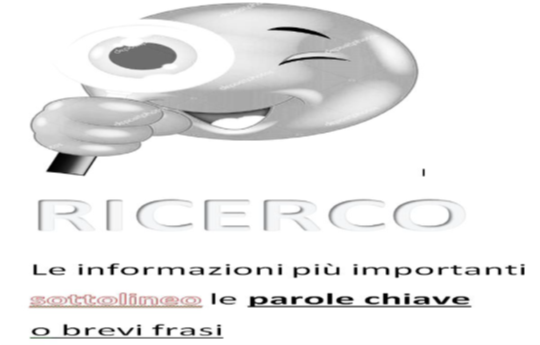 RICERCO
Le informazioni più importanti
sottolineo le parole chiave
o brevi frasi